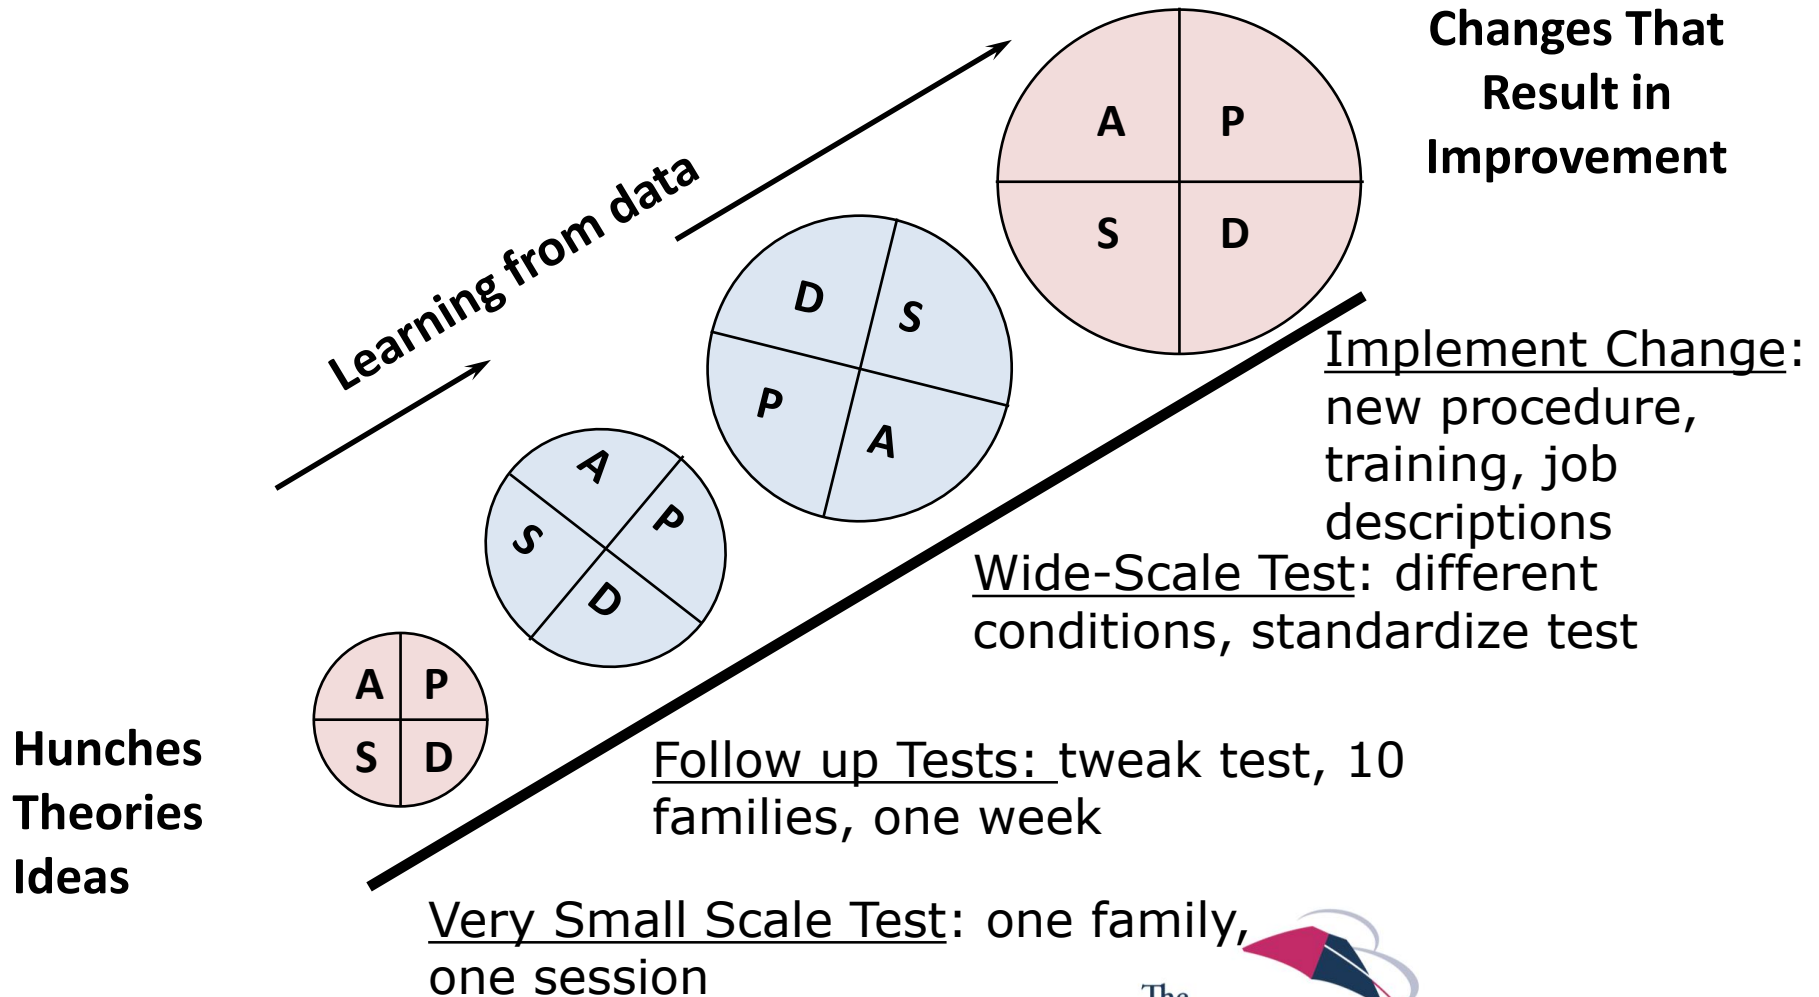 Changes That
Result in
Improvement
Learning from data
A P
S D
D S
P A
A
P
S
D
A P
S D
Hunches
Theories
Ideas
Implement Change:
new procedure,
training, job
descriptions
Wide-Scale Test: different
conditions, standardize test
Follow up Tests: tweak test, 10
families, one week
Very Small Scale Test: one family,
one session
The